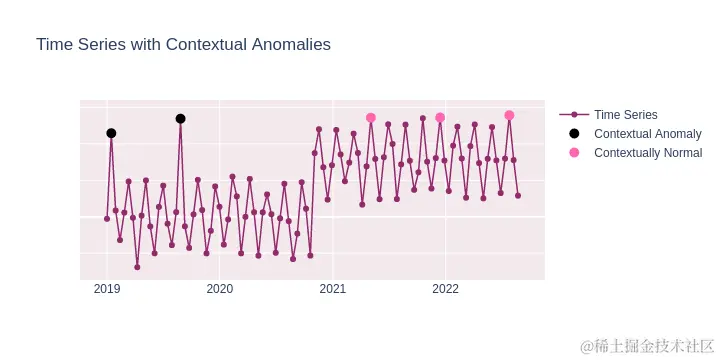 Time Series with Contextual Anomalies
Time Series
Contextual Anomaly
Contextually Normal
2019 2020 2021 2022
@稀土掘金技术社区